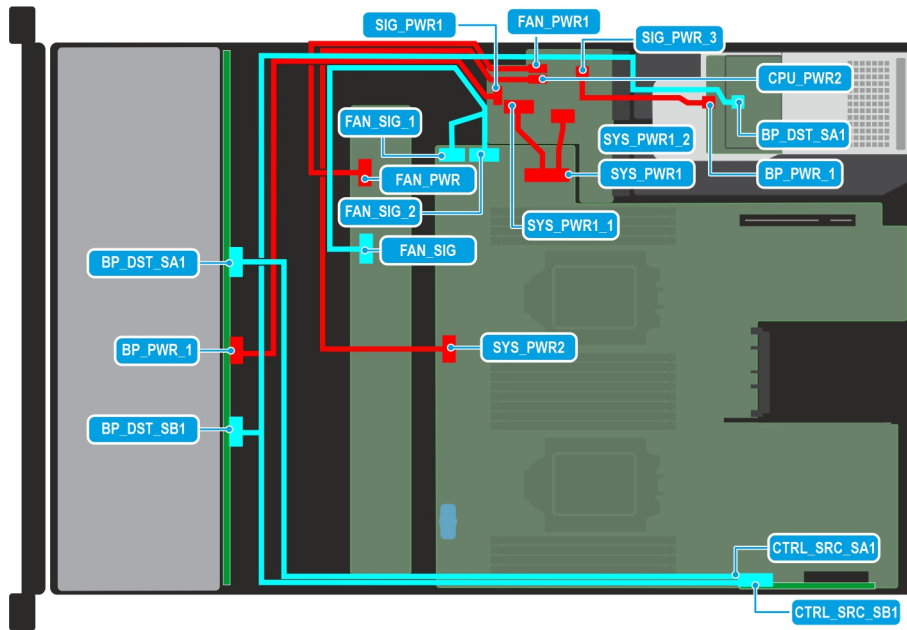 SIG_PWR1
FAN_PWR1
SIG_PWR_3
CPU_PWR2
FAN_SIG_1
BP_DST_SA1
SYS_PWR1_2
FAN_PWR
SYS_PWR1
BP_PWR_1
FAN_SIG_2
SYS_PWR1_1
FAN_SIG
BP_DST_SA1
BP_PWR_1
SYS_PWR2
BP_DST_SB1
CTRL_SRC_SA1
CTRL_SRC_SB1